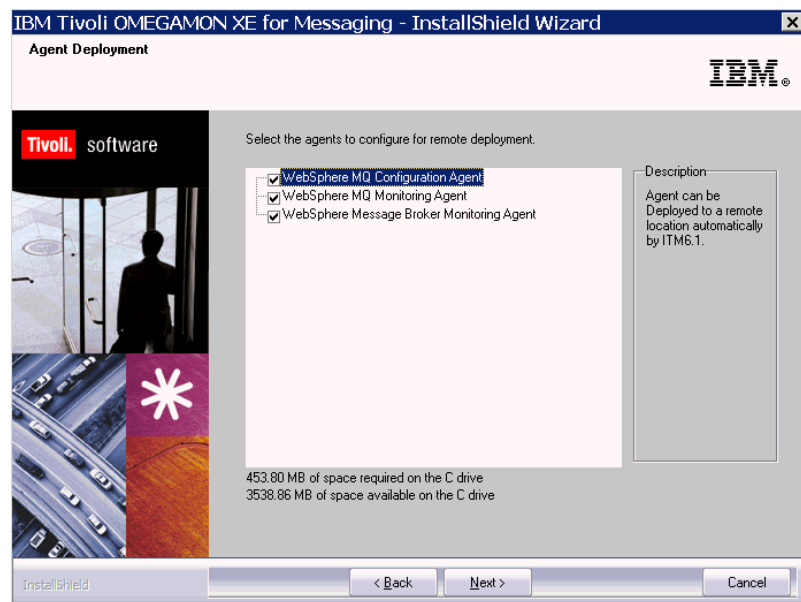 IBM Tivoli OMEGAMON XE for Messaging - InstallShield Wizard
Agent Deployment
IBM®
Tivoli. software
Select the agents to configure for remote deployment.
WebSphere MQ Configuration Agent
WebSphere MQ Monitoring Agent
WebSphere Message Broker Monitoring Agent
Description
Agent can be
Deployed to a remote
location automatically
by ITM6.1.
453.80 MB of space required on the C drive
3538.86 MB of space available on the C drive
InstallShield
< Back
Next >
Cancel